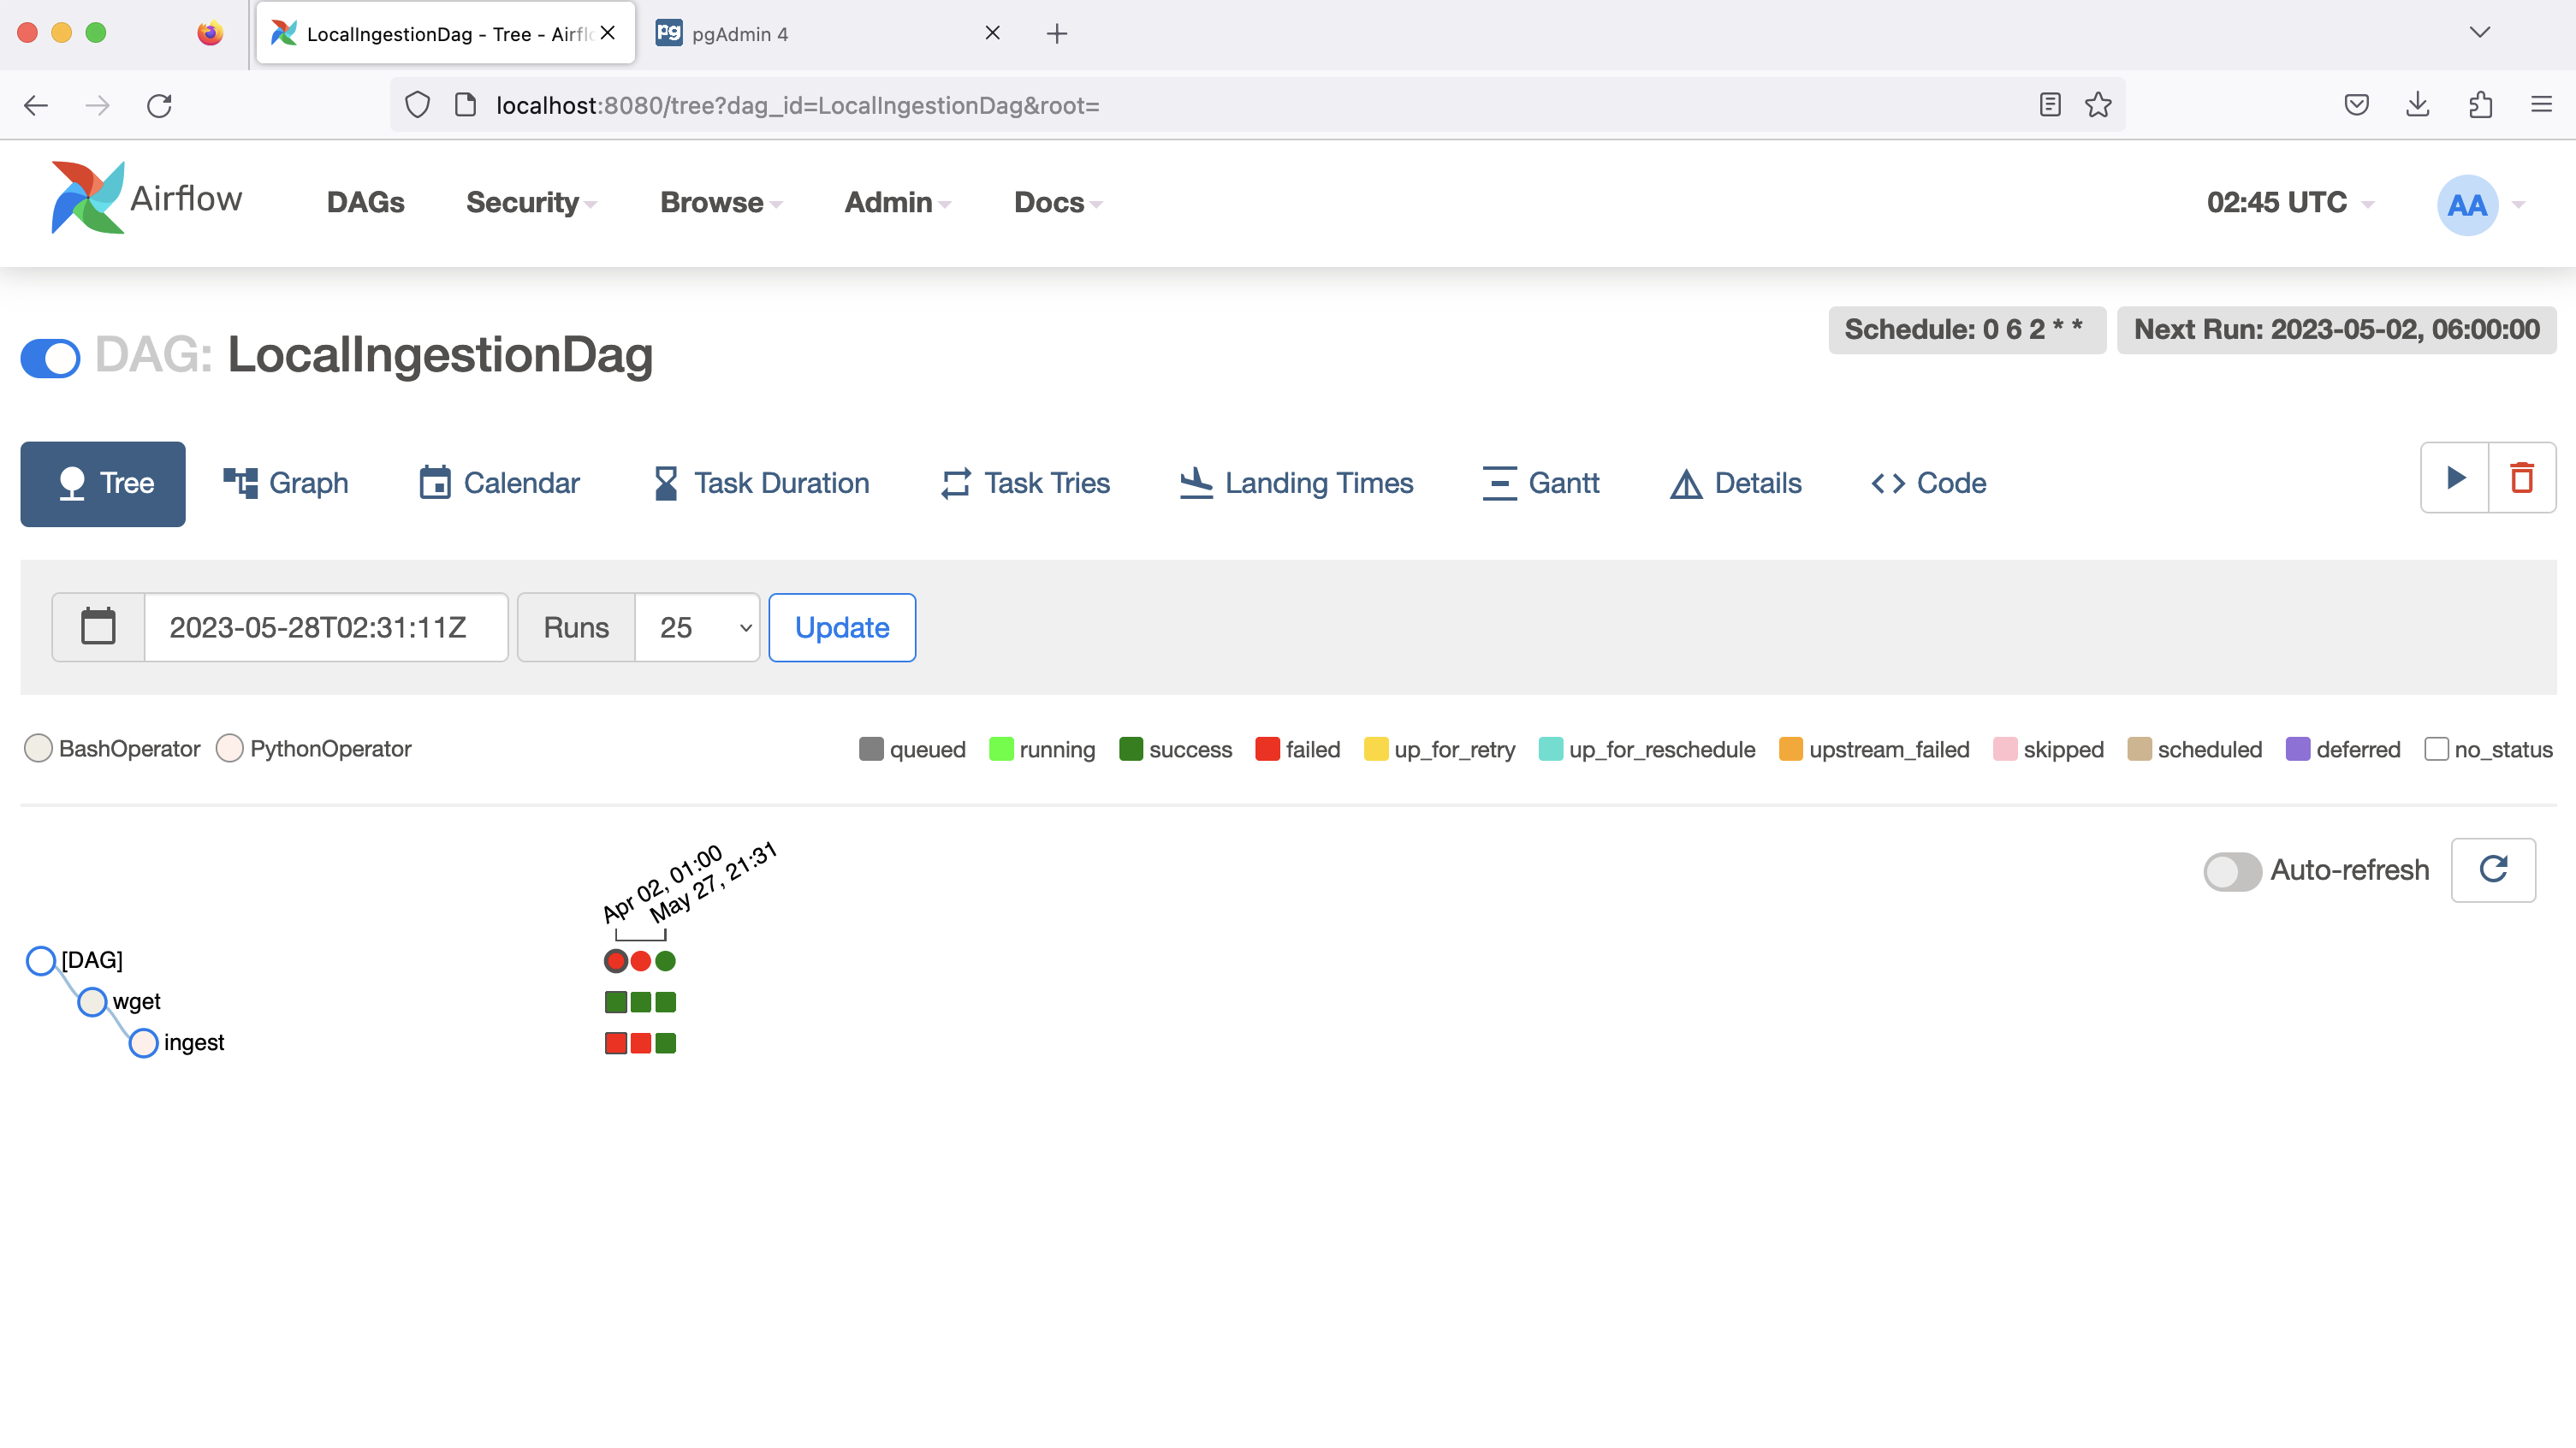 LocalIngestionDag - Tree - Airfl
pgAdmin 4
localhost:8080/tree?dag_id=LocalIngestionDag&root=
Airflow DAGs Security Browse Admin Docs 02:45 UTC AA
Schedule: 0 6 2 * * Next Run: 2023-05-02, 06:00:00
DAG: LocalIngestionDag
Tree Graph Calendar Task Duration Task Tries Landing Times Gantt Details Code
2023-05-28T02:31:11Z Runs 25 Update
BashOperator PythonOperator queued running success failed up_for_retry up_for_reschedule upstream_failed skipped scheduled deferred no_status
Apr 02, 01:00
May 27, 21:31
Auto-refresh
[DAG]
wget
ingest